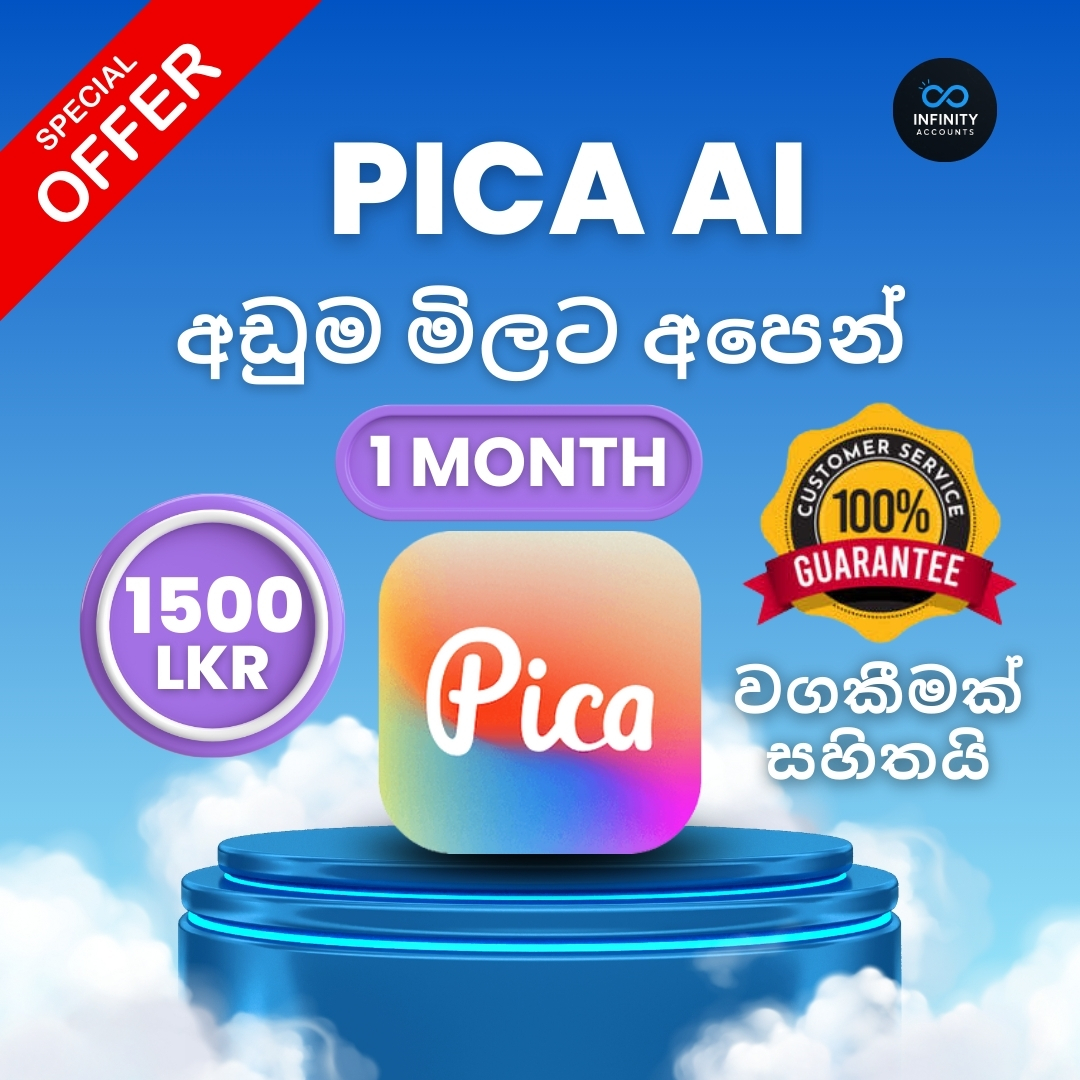 SPECIAL
OFFER
INFINITY
ACCOUNTS
PICA AI
අඩුම මිලට අපෙන්
1 MONTH
CUSTOMER SERVICE
100%
GUARANTEE
1500
LKR
Pica
වගකීමක්
සහිතයි